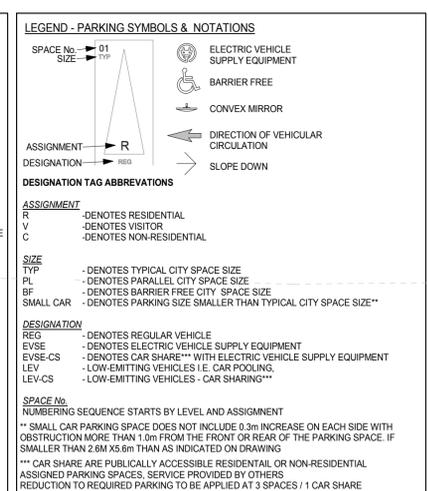 LEGEND - PARKING SYMBOLS & NOTATIONS
SPACE No. 01
SIZE TYP
ELECTRIC VEHICLE
SUPPLY EQUIPMENT
BARRIER FREE
CONVEX MIRROR
DIRECTION OF VEHICULAR
CIRCULATION
ASSIGNMENT R
DESIGNATION REG
SLOPE DOWN
DESIGNATION TAG ABBREVATIONS
ASSIGNMENT
R -DENOTES RESIDENTIAL
V -DENOTES VISITOR
C -DENOTES NON-RESIDENTIAL
E
SIZE
TYP - DENOTES TYPICAL CITY SPACE SIZE
PL - DENOTES PARALLEL CITY SPACE SIZE
BF - DENOTES BARRIER FREE CITY SPACE SIZE
SMALL CAR - DENOTES PARKING SIZE SMALLER THAN TYPICAL CITY SPACE SIZE**
DESIGNATION
REG - DENOTES REGULAR VEHICLE
EVSE - DENOTES ELECTRIC VEHICLE SUPPLY EQUIPMENT
EVSE-CS - DENOTES CAR SHARE*** WITH ELECTRIC VEHICLE SUPPLY EQUIPMENT
LEV - LOW-EMITTING VEHICLES I.E. CAR POOLING,
LEV-CS - LOW-EMITTING VEHICLES - CAR SHARING***
SPACE No.
NUMBERING SEQUENCE STARTS BY LEVEL AND ASSIGMNENT
** SMALL CAR PARKING SPACE DOES NOT INCLUDE 0.3m INCREASE ON EACH SIDE WITH
OBSTRUCTION MORE THAN 1.0m FROM THE FRONT OR REAR OF THE PARKING SPACE. IF
SMALLER THAN 2.6M X5.6m THAN AS INDICATED ON DRAWING
*** CAR SHARE ARE PUBLICALLY ACCESSIBLE RESIDENTAIL OR NON-RESIDENTIAL
ASSIGNED PARKING SPACES, SERVICE PROVIDED BY OTHERS
REDUCTION TO REQUIRED PARKING TO BE APPLIED AT 3 SPACES / 1 CAR SHARE